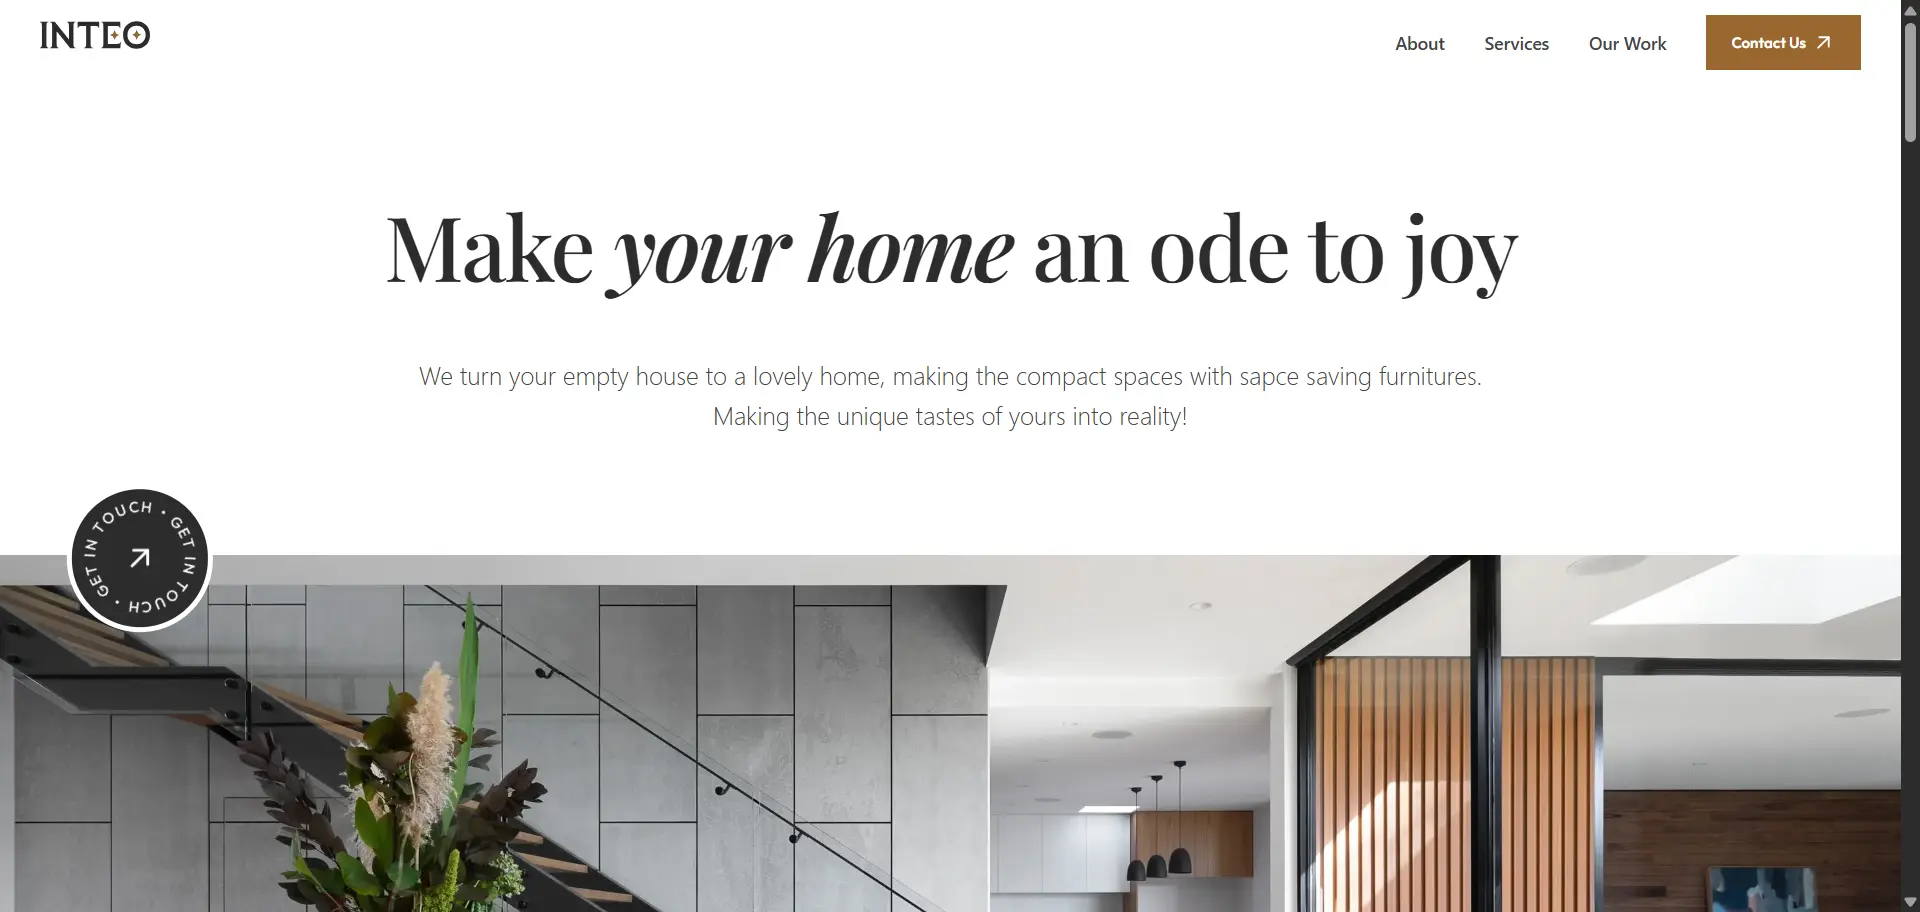 INTEO
About
Services
Our Work
Contact Us
Make your home an ode to joy
We turn your empty house to a lovely home, making the compact spaces with sapce saving furnitures.
Making the unique tastes of yours into reality!
GET IN TOUCH • GET IN TOUCH •